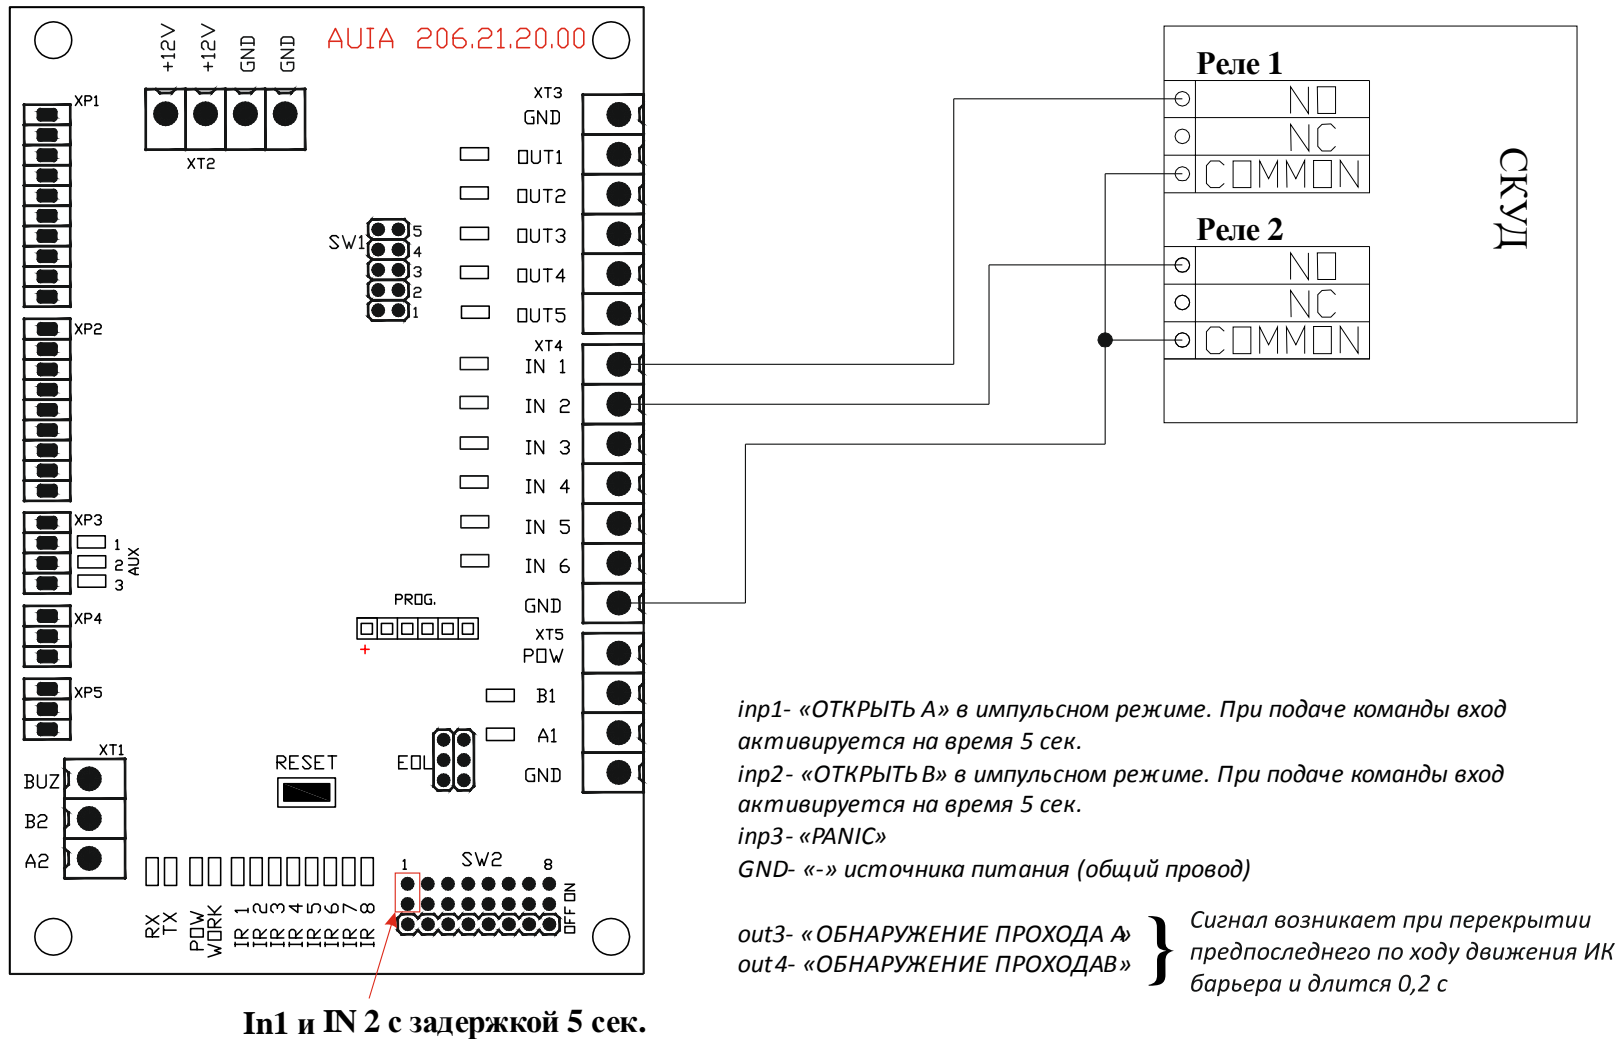 +12V
+12V
GND
GND
AUIA 206.21.20.00
XT2
XP1
XP2
XP3
1
2
3
AUX
XP4
XP5
XT1
BUZ
B2
A2
SW1
5
4
3
2
1
XT3
GND
OUT1
OUT2
OUT3
OUT4
OUT5
XT4
IN 1
IN 2
IN 3
IN 4
IN 5
IN 6
GND
XT5
POW
B1
A1
GND
PROG.
+
RESET
EOL
SW2
1
8
ON
OFF
RX
TX
POW
WORK
IR 1
IR 2
IR 3
IR 4
IR 5
IR 6
IR 7
IR 8
In1 и IN 2 с задержкой 5 сек.
Реле 1
NO
NC
COMMON
Реле 2
NO
NC
COMMON
СКУД
inp1- «ОТКРЫТЬ А» в импульсном режиме. При подаче команды вход
активируется на время 5 сек.
inp2- «ОТКРЫТЬ В» в импульсном режиме. При подаче команды вход
активируется на время 5 сек.
inp3- «PANIC»
GND- «-» источника питания (общий провод)
out3- «ОБНАРУЖЕНИЕ ПРОХОДА А»
out4- «ОБНАРУЖЕНИЕ ПРОХОДАВ»
}
Сигнал возникает при перекрытии
предпоследнего по ходу движения ИК
барьера и длится 0,2 с